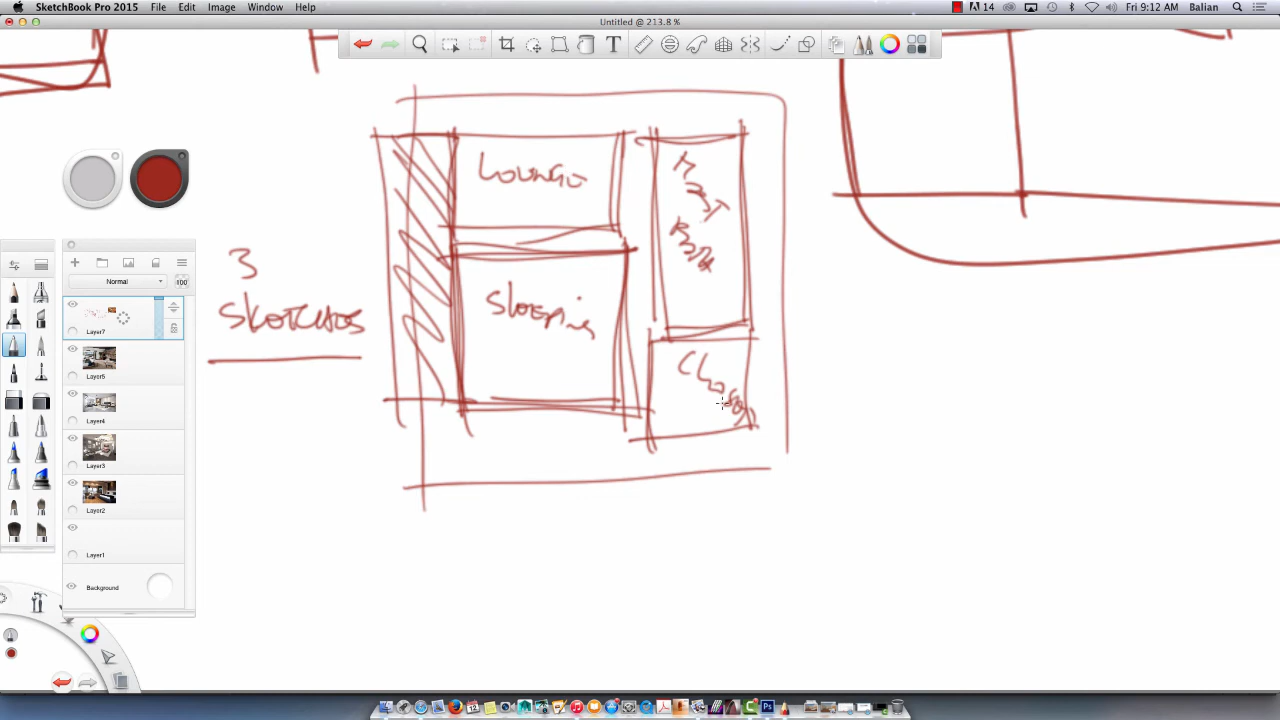 SketchBook Pro 2015 File Edit Image Window Help
14 Fri 9:12 AM Balian
Untitled @ 213.8 %
T
Lounge
3
Sketches
Sleeping
Closet
Normal
100
Layer7
Layer5
Layer4
Layer3
Layer2
Layer1
Background